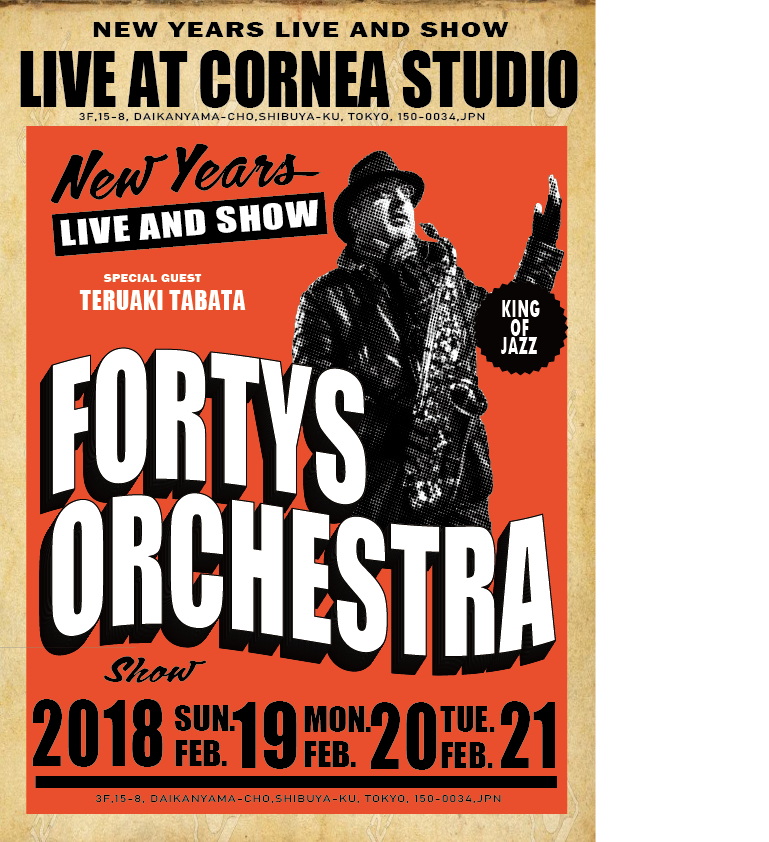 NEW YEARS LIVE AND SHOW
LIVE AT CORNEA STUDIO
3F,15-8, DAIKANYAMA-CHO,SHIBUYA-KU, TOKYO, 150-0034,JPN
New Years
LIVE AND SHOW
SPECIAL GUEST
TERUAKI TABATA
KING
OF
JAZZ
FORTYS
ORCHESTRA
Show
2018 SUN. FEB. 19 MON. FEB. 20 TUE. FEB. 21
3F,15-8, DAIKANYAMA-CHO,SHIBUYA-KU, TOKYO, 150-0034,JPN